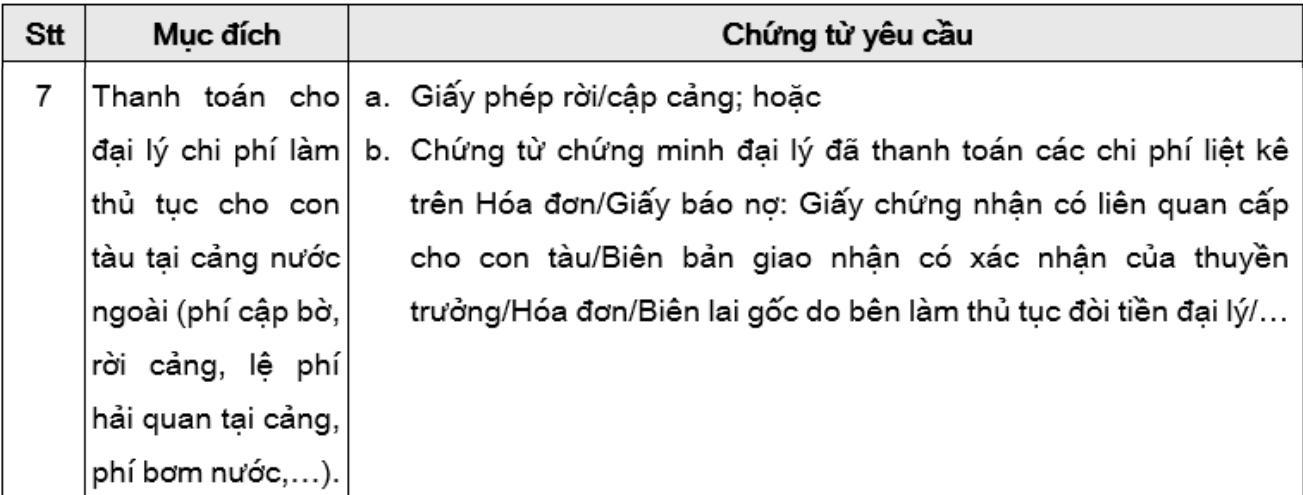 Stt Mục đích Chứng từ yêu cầu
7 Thanh toán cho đại lý chi phí làm thủ tục cho con tàu tại cảng nước ngoài (phí cập bờ, rời cảng, lệ phí hải quan tại cảng, phí bơm nước,…).
a. Giấy phép rời/cập cảng; hoặc
b. Chứng từ chứng minh đại lý đã thanh toán các chi phí liệt kê
trên Hóa đơn/Giấy báo nợ: Giấy chứng nhận có liên quan cấp
cho con tàu/Biên bản giao nhận có xác nhận của thuyền
trưởng/Hóa đơn/Biên lai gốc do bên làm thủ tục đòi tiền đại lý/…